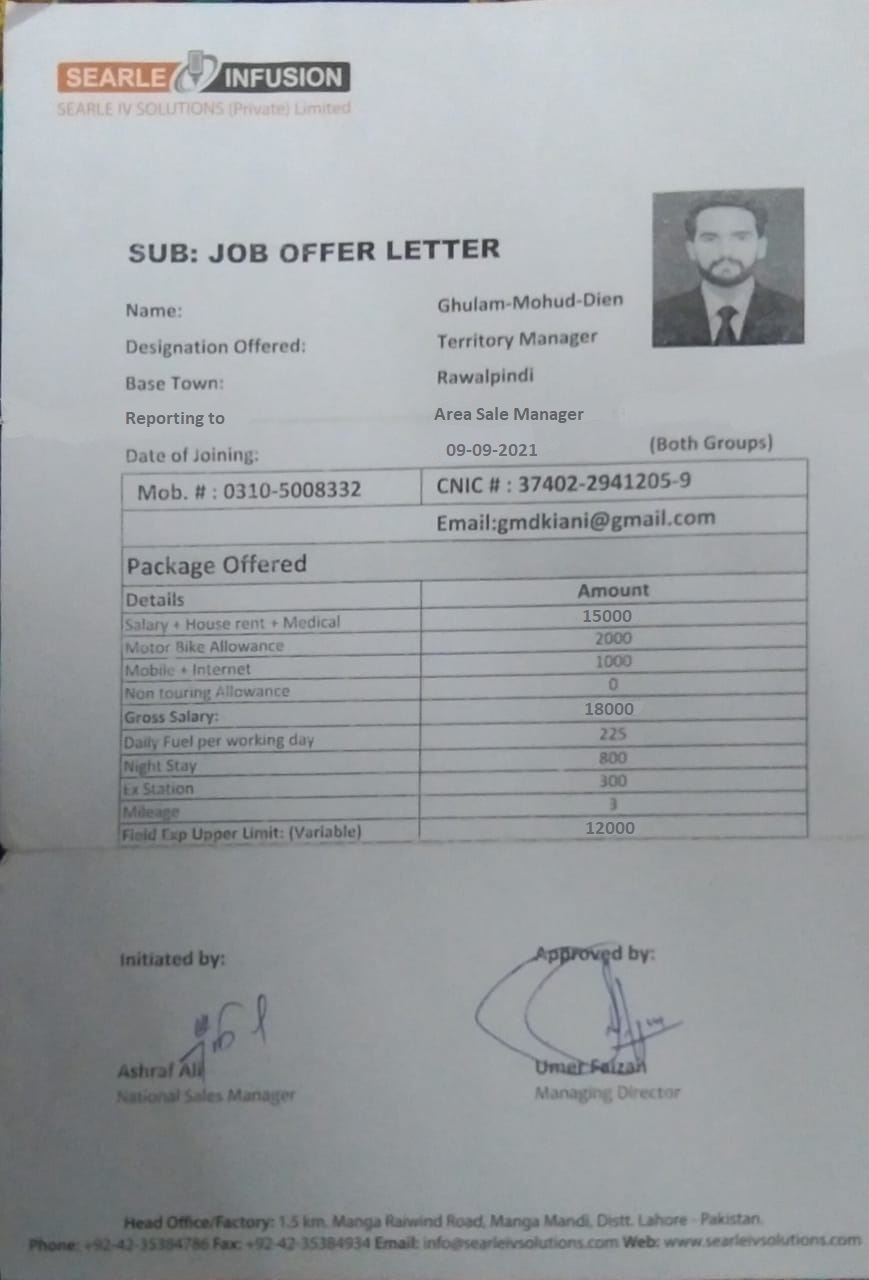 SEARLE INFUSION
SEARLE IV SOLUTIONS (Private) Limited
SUB: JOB OFFER LETTER
Name: Ghulam-Mohud-Dien
Designation Offered: Territory Manager
Base Town: Rawalpindi
Reporting to Area Sale Manager
Date of Joining: 09-09-2021 (Both Groups)
Mob. # : 0310-5008332 CNIC # : 37402-2941205-9
Email:gmdkiani@gmail.com
Package Offered
Details Amount
Salary + House rent + Medical 15000
Motor Bike Allowance 2000
Mobile + Internet 1000
Non touring Allowance 0
Gross Salary: 18000
Daily Fuel per working day 225
Night Stay 800
Ex Station 300
Mileage 3
Field Exp Upper Limit: (Variable) 12000
Initiated by: Approved by:
Ashraf Ali Umer Faizan
National Sales Manager Managing Director
Head Office/Factory: 1.5 km. Manga Raiwind Road, Manga Mandi, Distt. Lahore - Pakistan.
Phone: +92-42-35384786 Fax: +92-42-35384934 Email: info@searleivsolutions.com Web: www.searleivsolutions.com